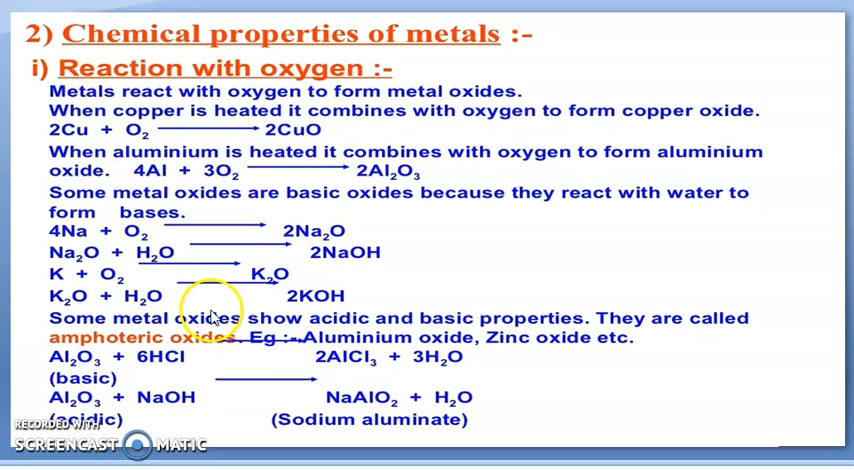 2) Chemical properties of metals :-
i) Reaction with oxygen :-
Metals react with oxygen to form metal oxides.
When copper is heated it combines with oxygen to form copper oxide.
2Cu + O₂ ⟶ 2CuO
When aluminium is heated it combines with oxygen to form aluminium
oxide. 4Al + 3O₂ ⟶ 2Al₂O₃
Some metal oxides are basic oxides because they react with water to
form bases.
4Na + O₂ ⟶ 2Na₂O
Na₂O + H₂O ⟶ 2NaOH
K + O₂ ⟶ K₂O
K₂O + H₂O ⟶ 2KOH
Some metal oxides show acidic and basic properties. They are called
amphoteric oxides. Eg :- Aluminium oxide, Zinc oxide etc.
Al₂O₃ + 6HCl 2AlCl₃ + 3H₂O
(basic) ⟶
Al₂O₃ + NaOH NaAlO₂ + H₂O
(acidic) (Sodium aluminate)
RECORDED WITH
SCREENCAST MATIC